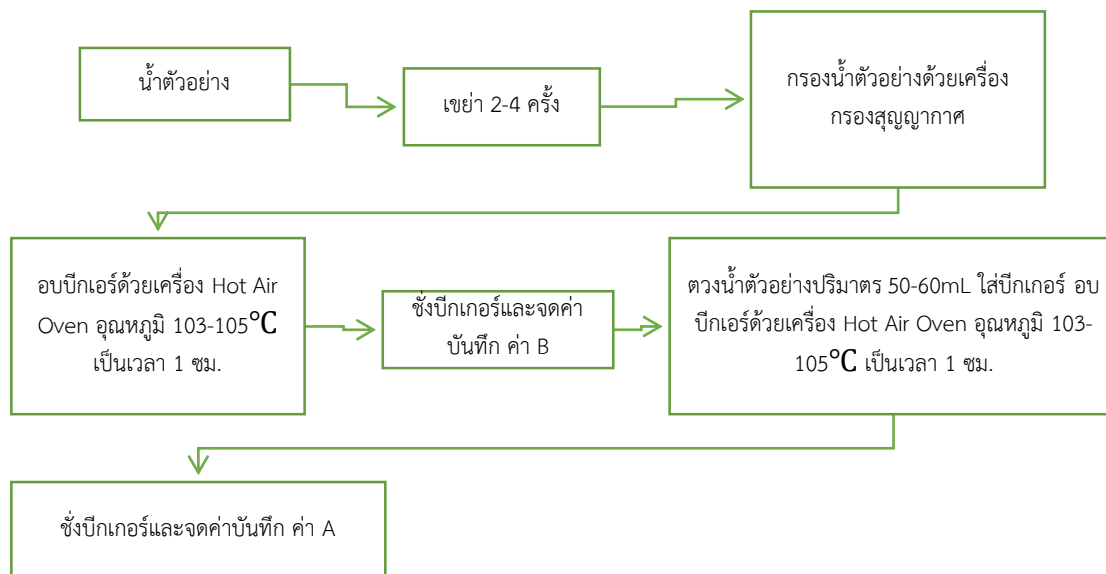 น้ำตัวอย่าง
เขย่า 2-4 ครั้ง
กรองน้ำตัวอย่างด้วยเครื่อง
กรองสุญญากาศ
อบบีกเอร์ด้วยเครื่อง Hot Air
Oven อุณหภูมิ 103-105℃
เป็นเวลา 1 ซม.
ชั่งบีกเกอร์และจดค่า
บันทึก ค่า B
ตวงน้ำตัวอย่างปริมาตร 50-60mL ใส่บีกเกอร์ อบ
บีกเอร์ด้วยเครื่อง Hot Air Oven อุณหภูมิ 103-
105℃ เป็นเวลา 1 ซม.
ชั่งบีกเกอร์และจดค่าบันทึก ค่า A